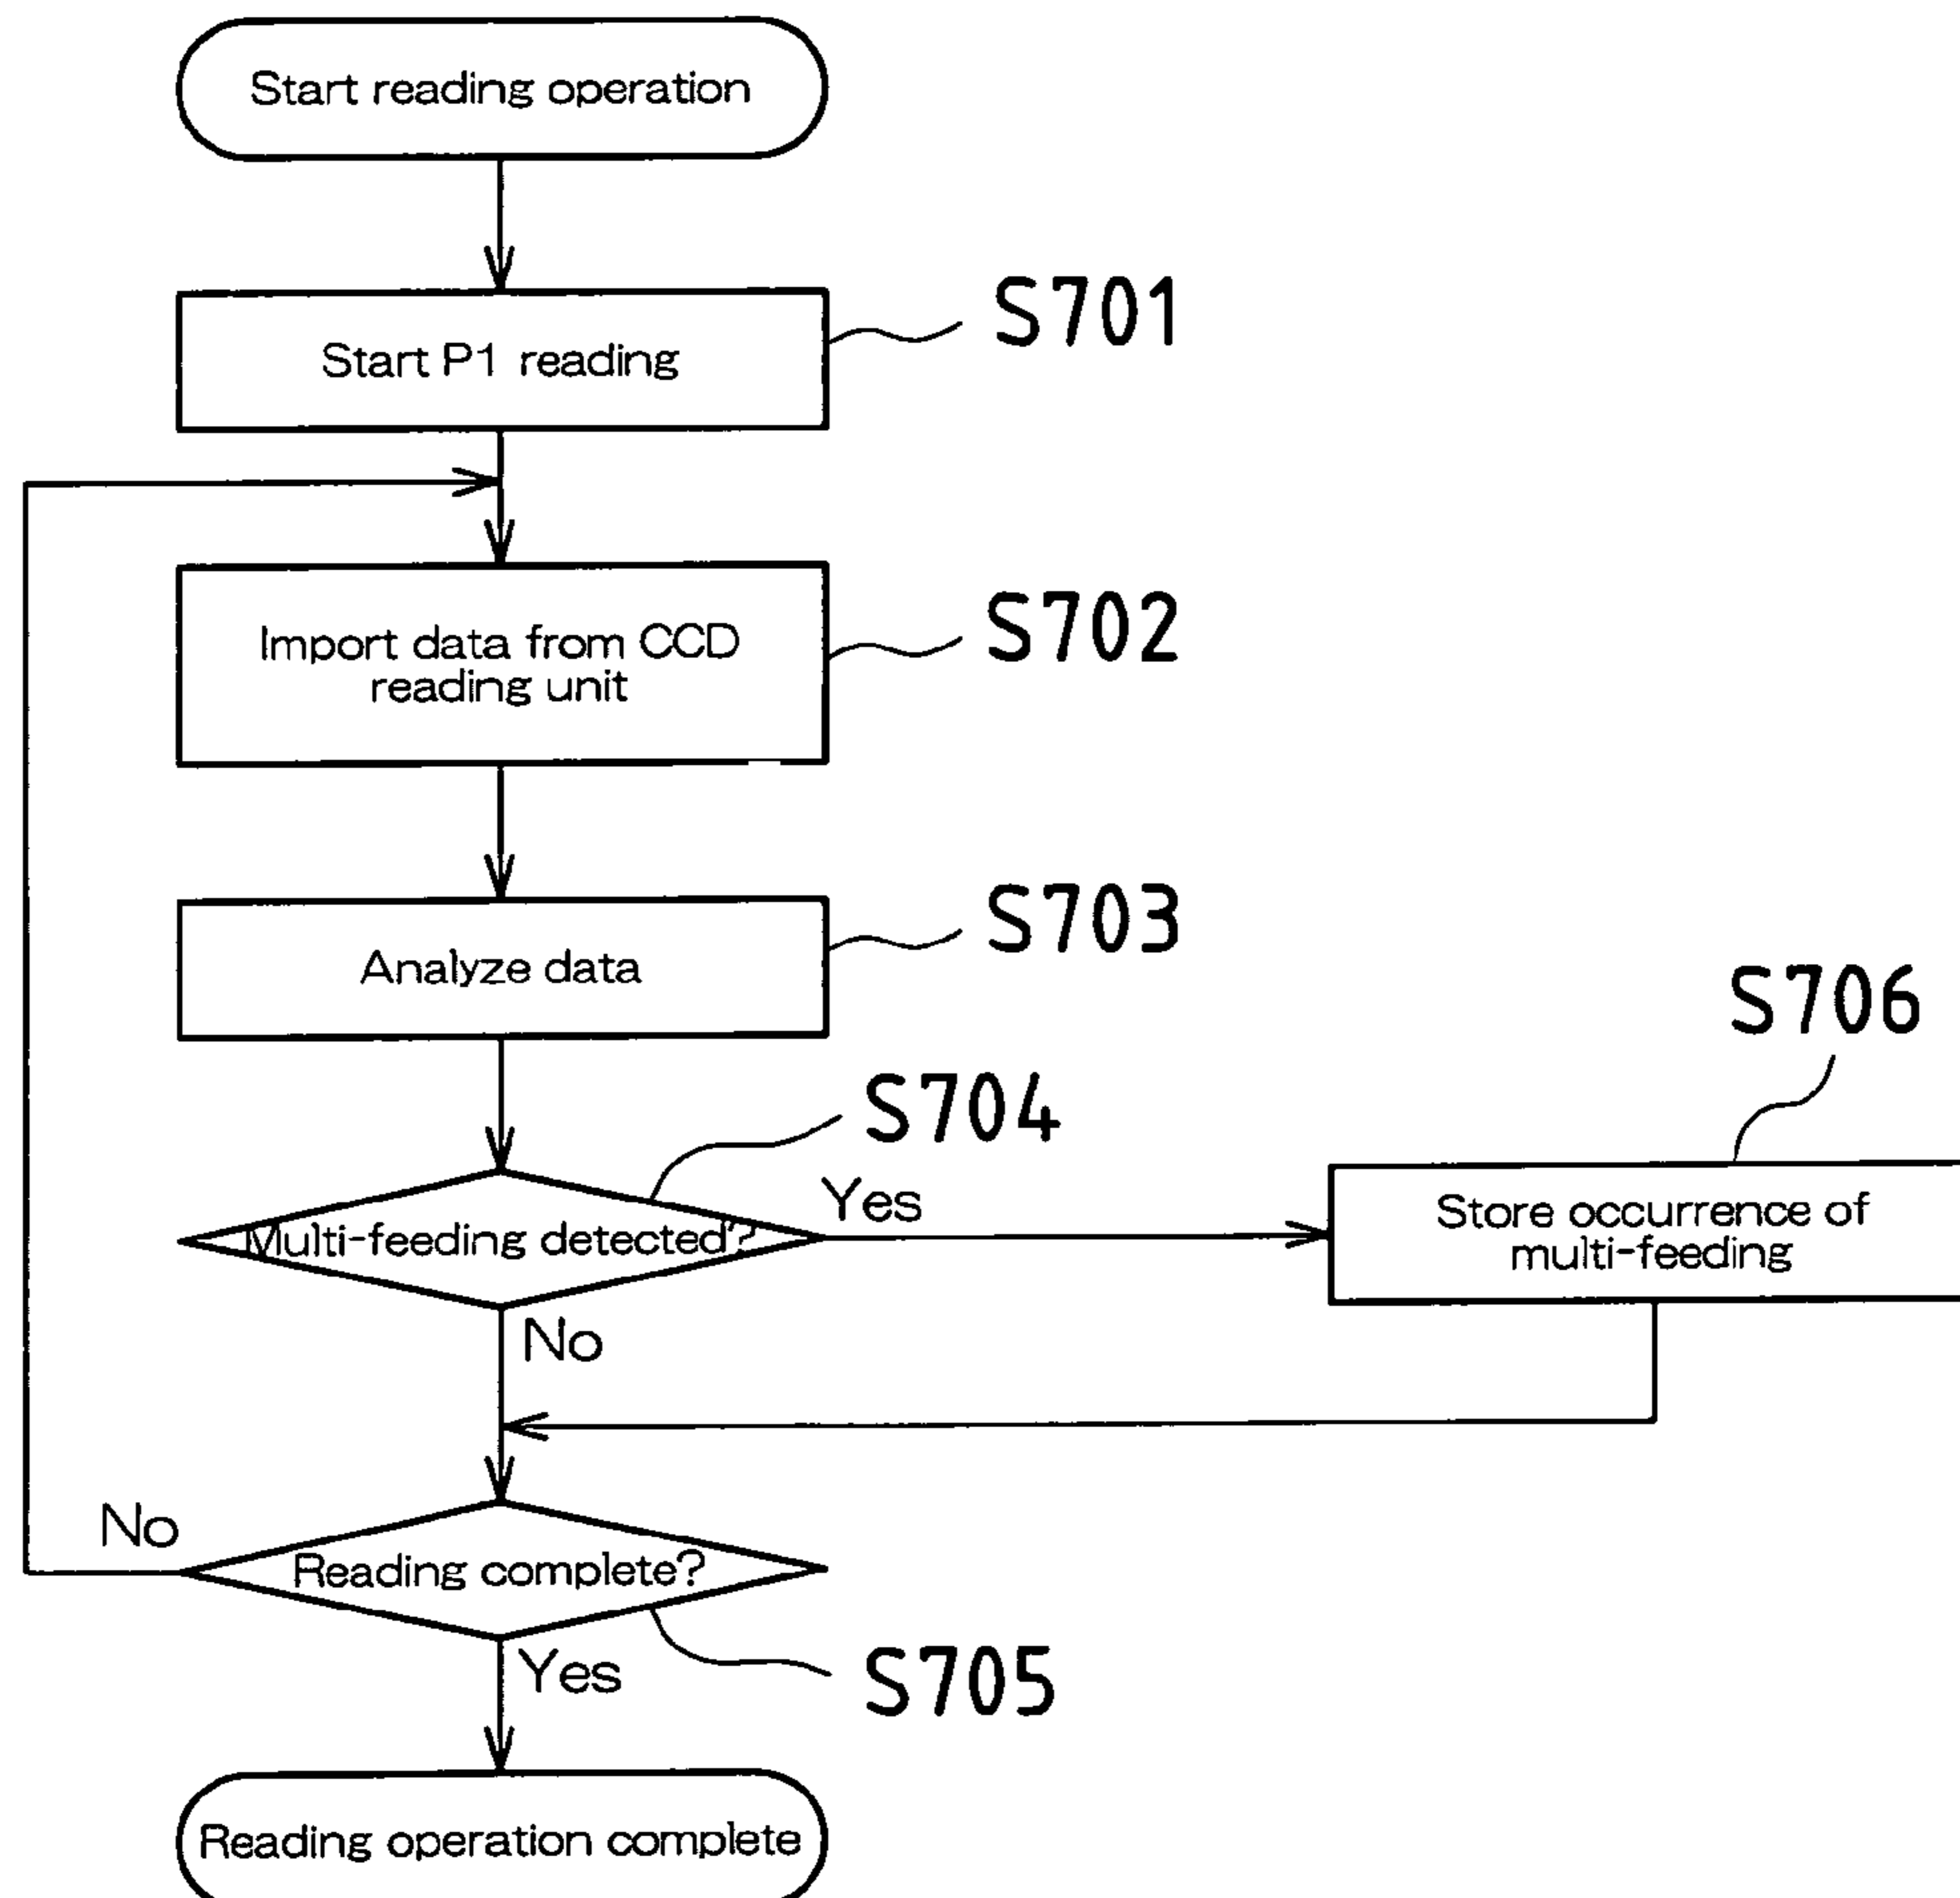 Start reading operation
Start P1 reading
S701
Import data from CCD
reading unit
S702
Analyze data
S703
S704
Multi-feeding detected?
Yes
S706
Store occurrence of
multi-feeding
No
No
Reading complete?
S705
Yes
Reading operation complete